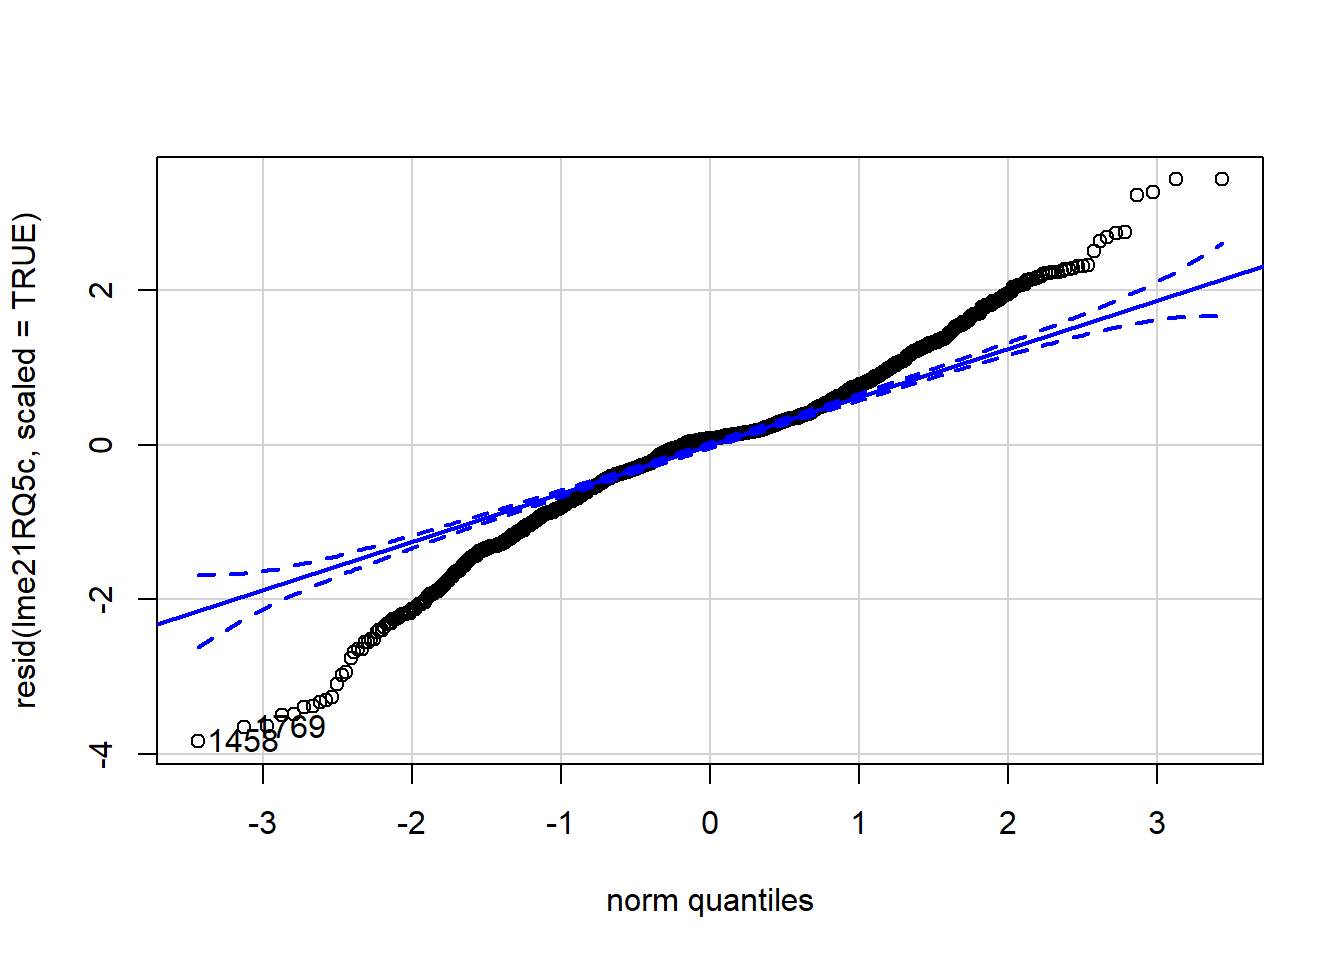 resid(lme21RQ5c, scaled = TRUE)
2
0
-2
-4
1769
1458
-3 -2 -1 0 1 2 3
norm quantiles